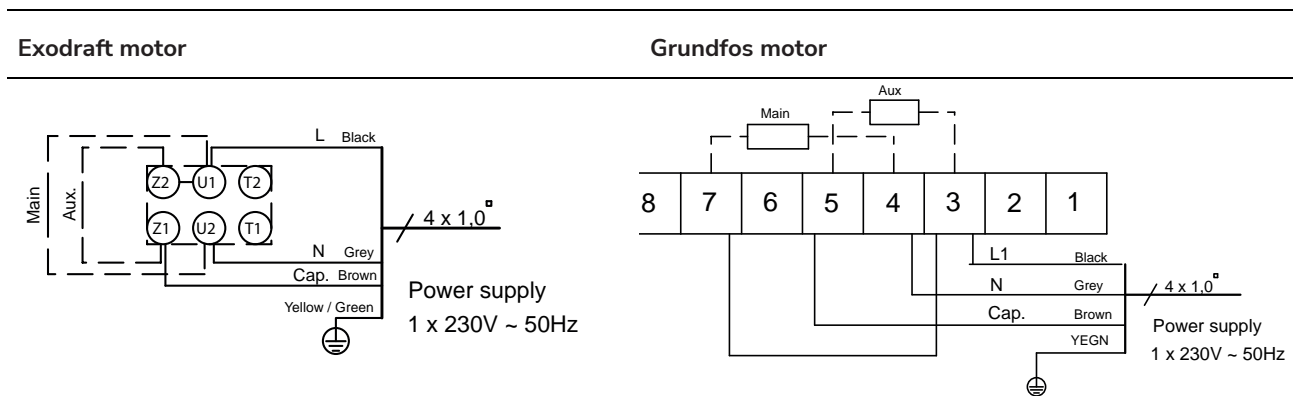 Exodraft motor
Grundfos motor
L Black
Main
Aux.
Z2 U1 T2
Z1 U2 T1
4 x 1,0
N Grey
Cap. Brown
Yellow / Green
Power supply
1 x 230V ~ 50Hz
Aux
Main
8 7 6 5 4 3 2 1
L1 Black
N Grey
4 x 1,0
Cap. Brown
YEGN
Power supply
1 x 230V ~ 50Hz